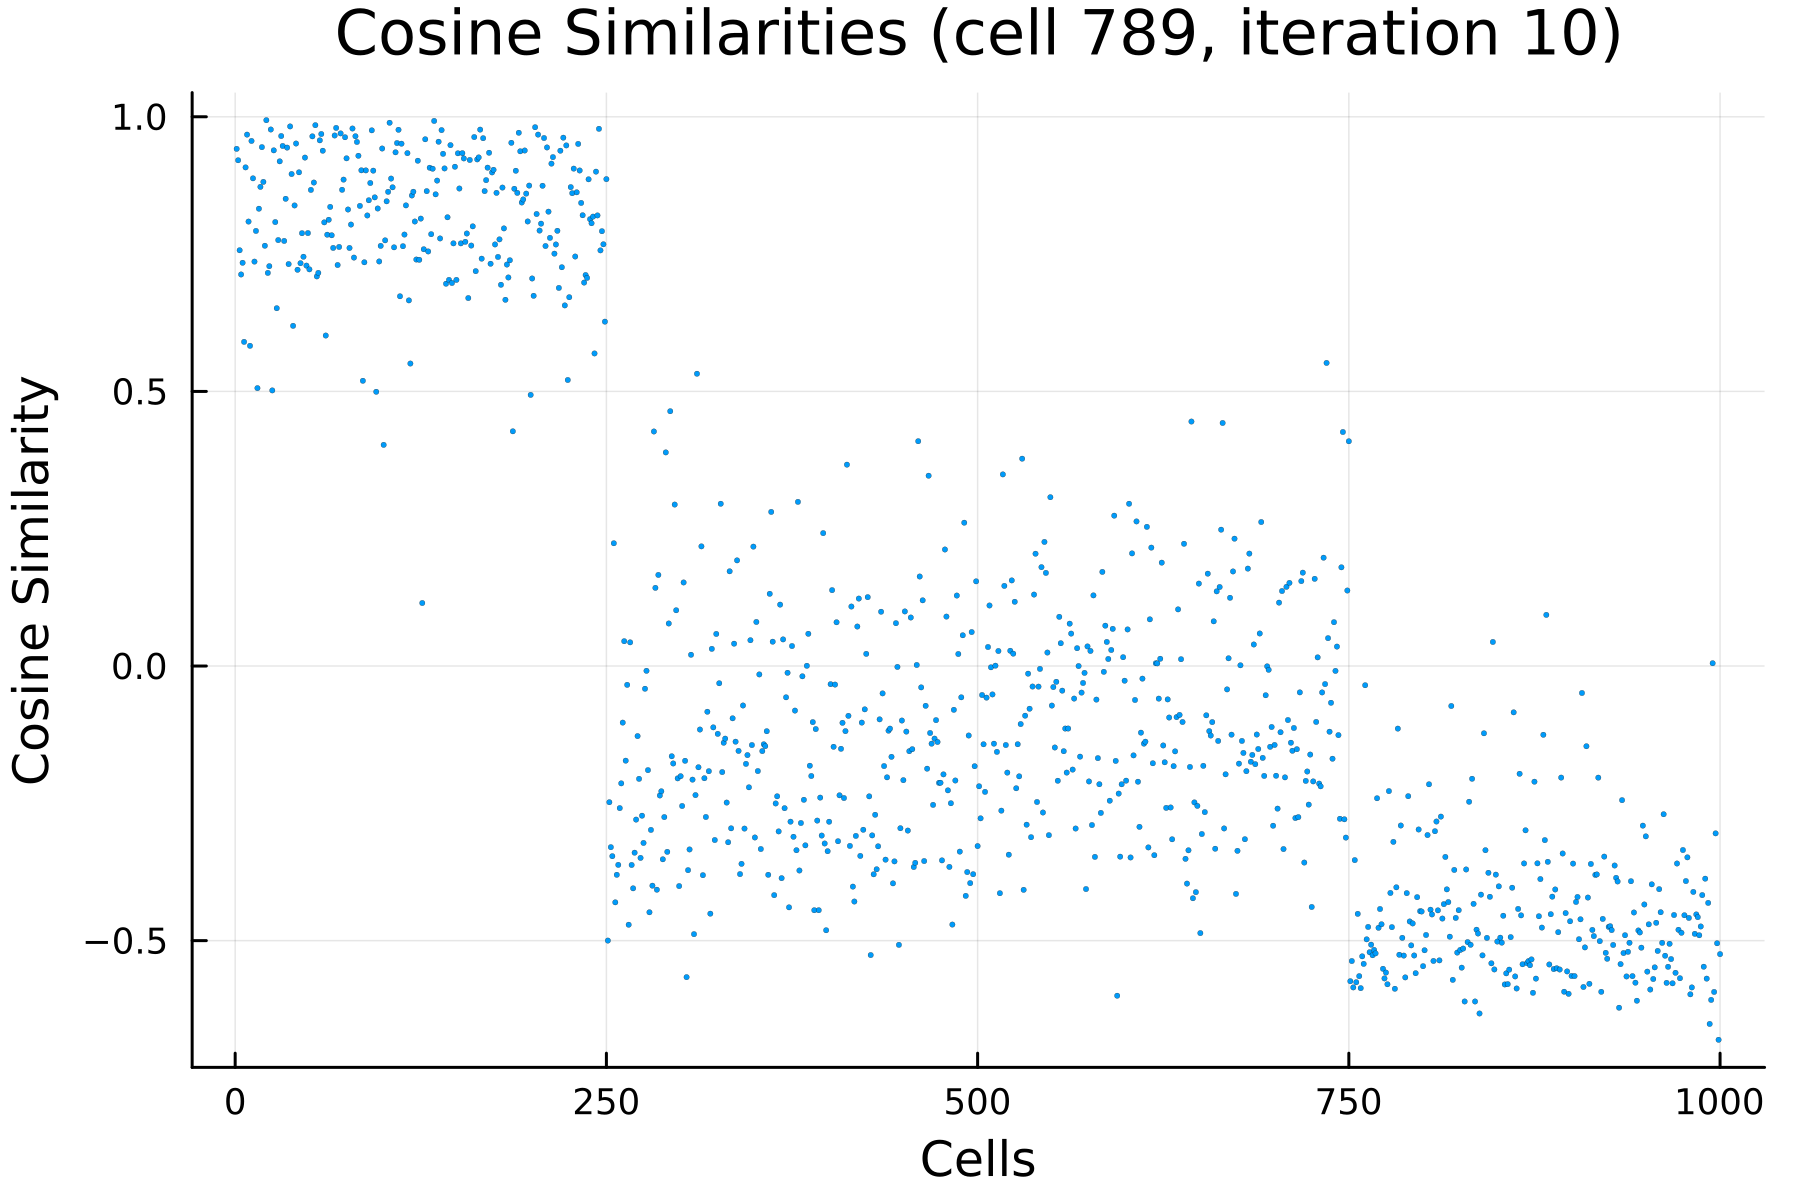 Cosine Similarities (cell 789, iteration 10)
1.0
0.5
0.0
−0.5
Cosine Similarity
0 250 500 750 1000
Cells